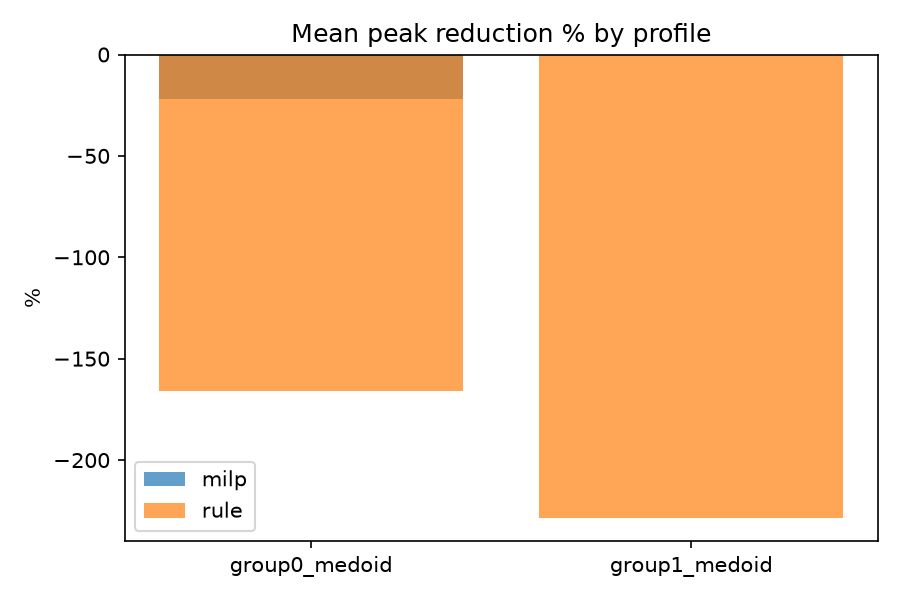 Mean peak reduction % by profile
0
−50
−100
−150
−200
%
milp
rule
group0_medoid
group1_medoid